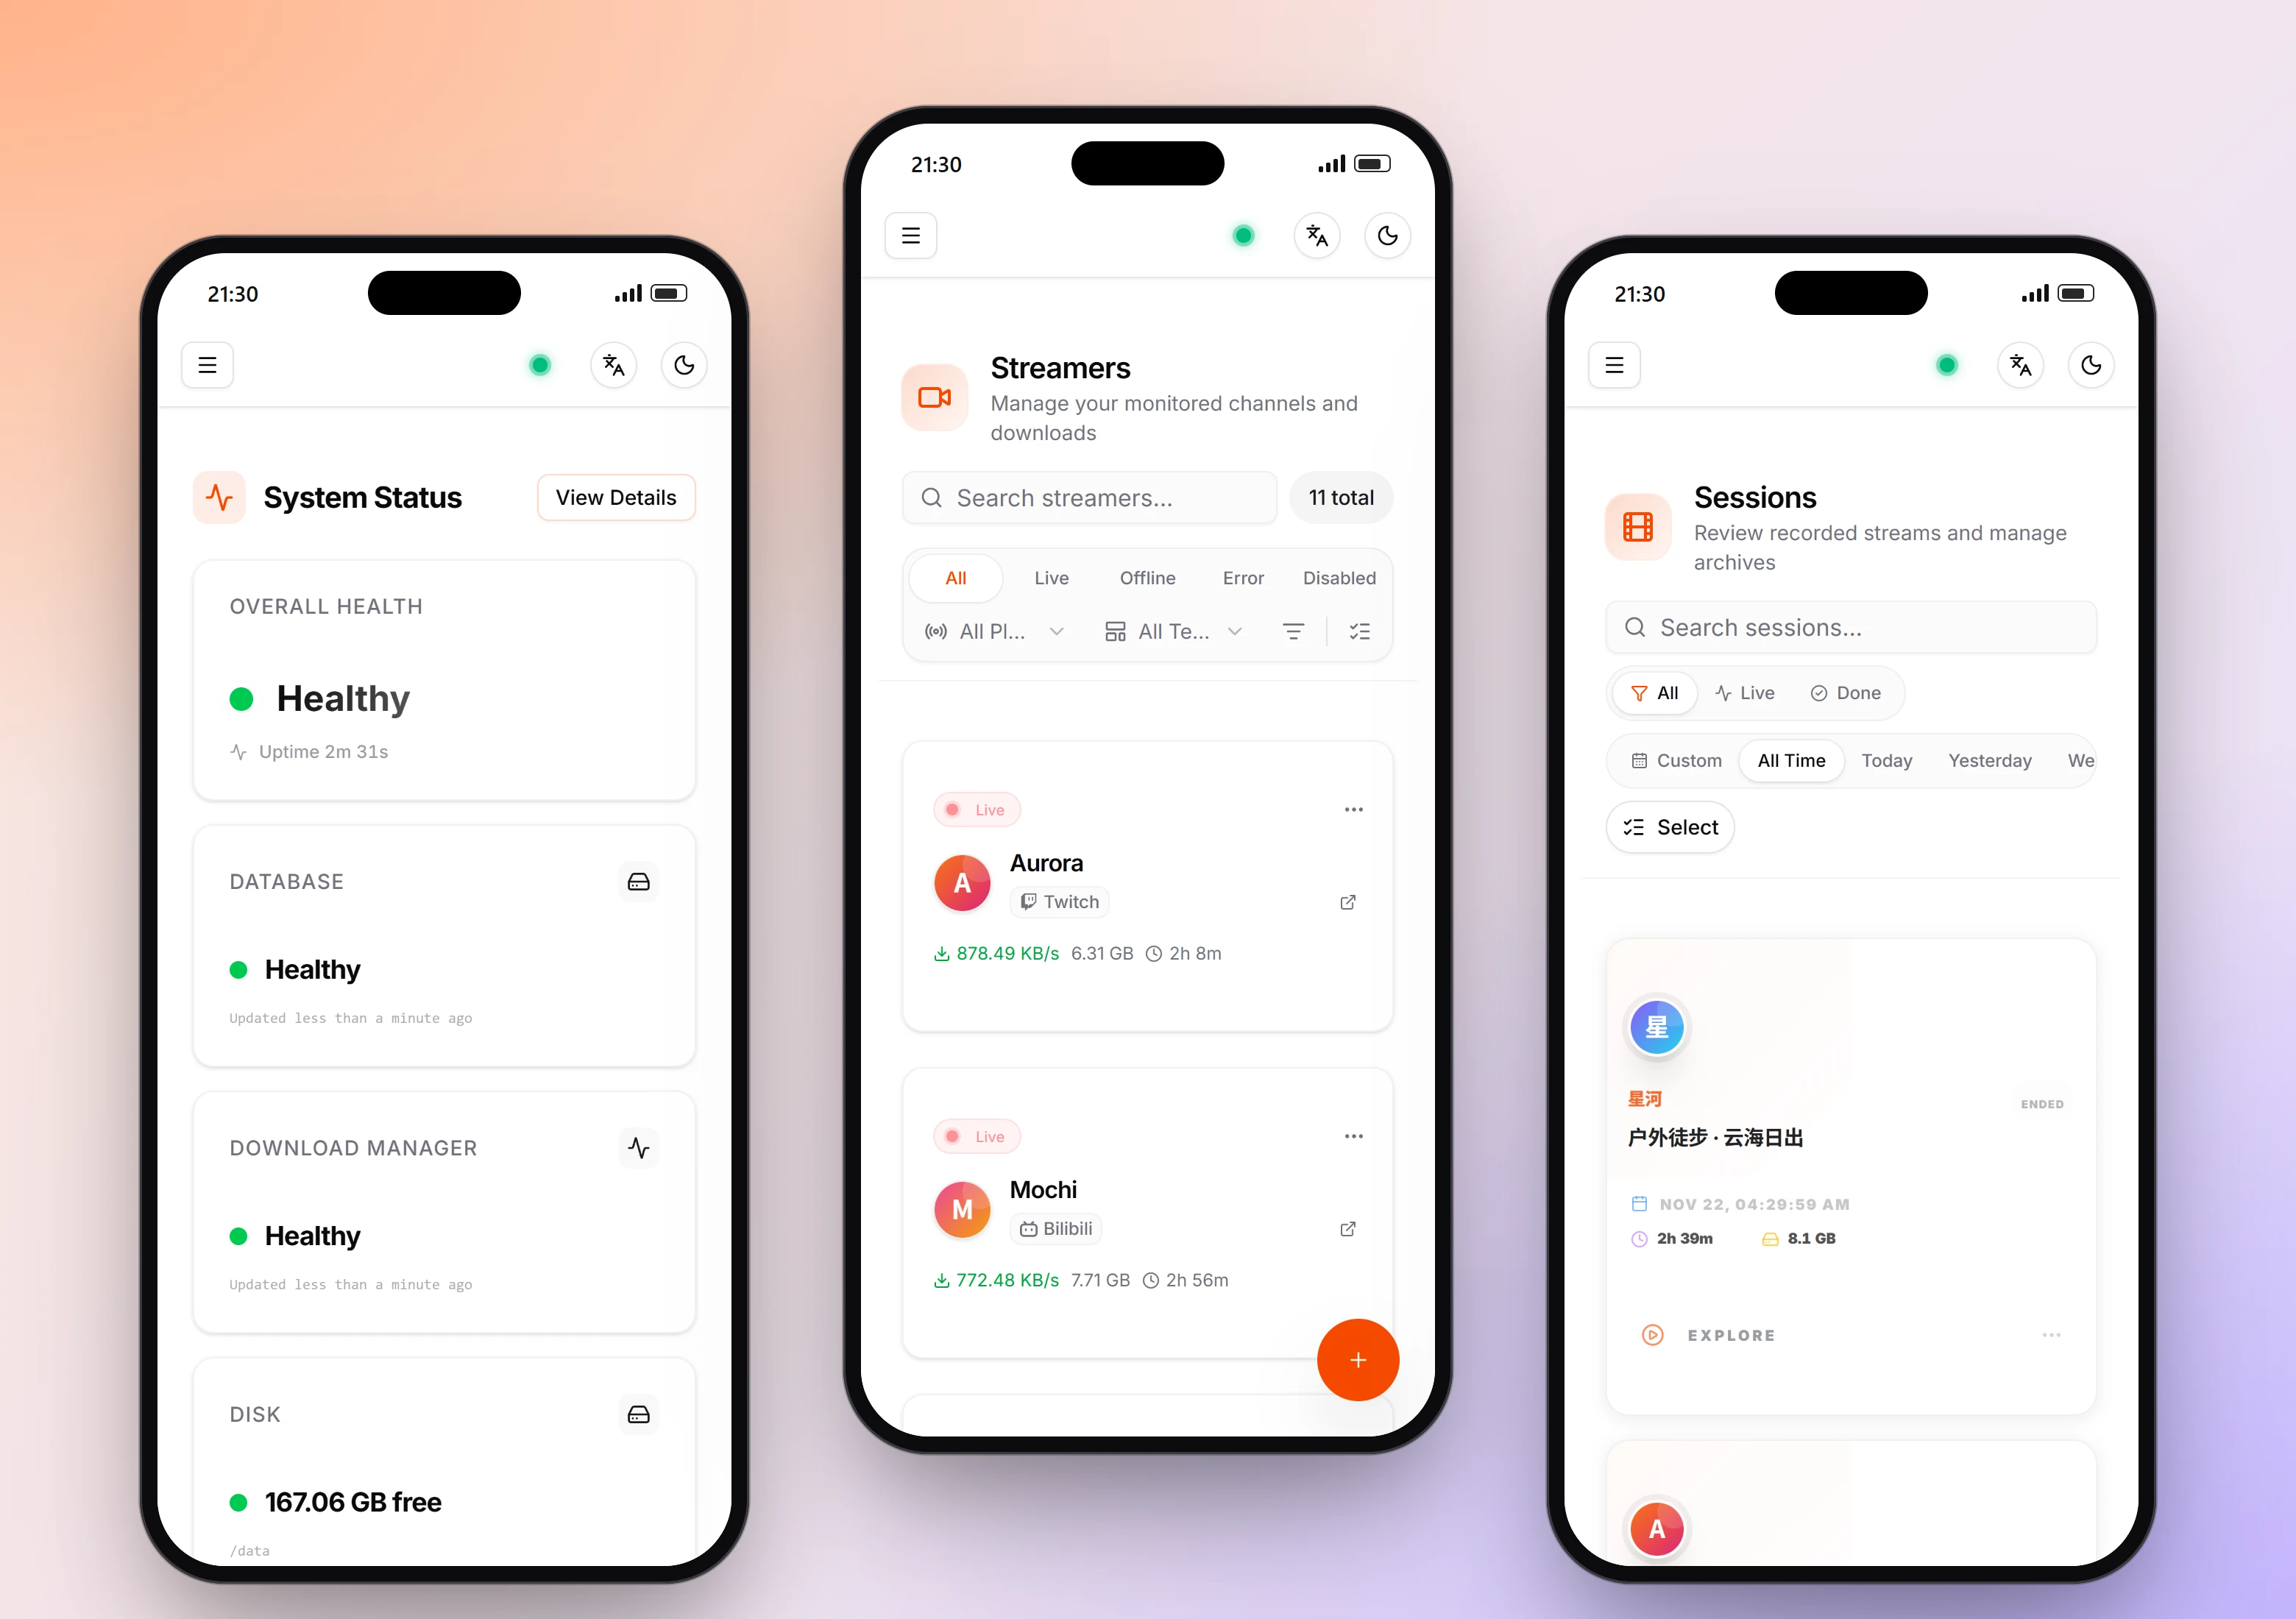 21:30
System Status
View Details
OVERALL HEALTH
Healthy
Uptime 2m 31s
DATABASE
Healthy
Updated less than a minute ago
DOWNLOAD MANAGER
Healthy
Updated less than a minute ago
DISK
167.06 GB free
/data
21:30
Streamers
Manage your monitored channels and
downloads
Search streamers...
11 total
All Live Offline Error Disabled
All Pl... All Te...
Live
A
Aurora
Twitch
878.49 KB/s 6.31 GB 2h 8m
Live
M
Mochi
Bilibili
772.48 KB/s 7.71 GB 2h 56m
21:30
Sessions
Review recorded streams and manage
archives
Search sessions...
All Live Done
Custom All Time Today Yesterday We
Select
星
星河
ENDED
户外徒步 · 云海日出
NOV 22, 04:29:59 AM
2h 39m 8.1 GB
EXPLORE
A